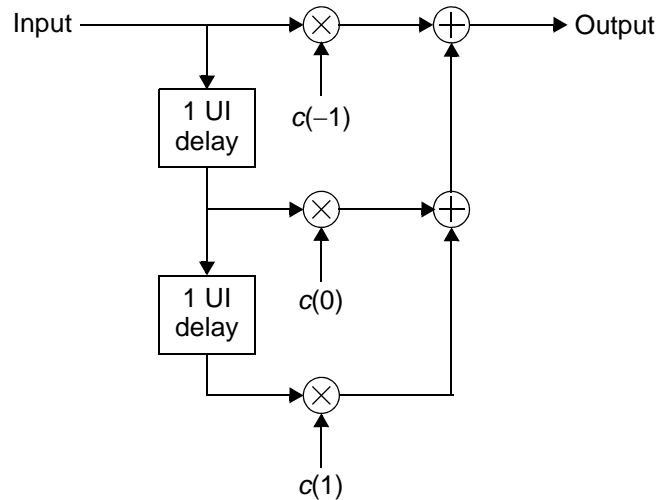 Input
Output
1 UI
delay
c(−1)
1 UI
delay
c(0)
c(1)